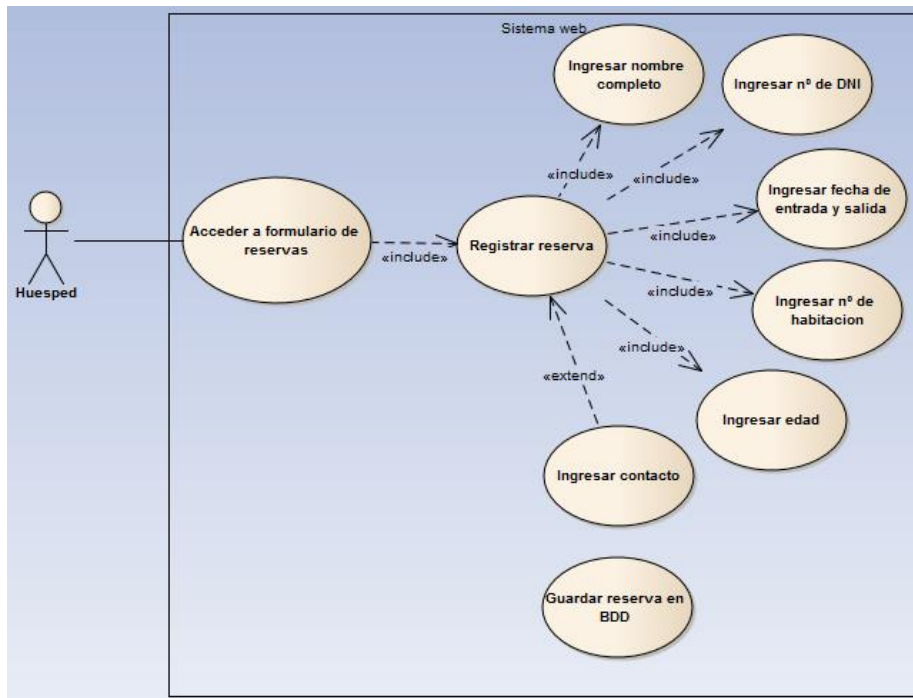 Sistema web
Ingresar nombre
completo
Ingresar nº de DNI
«include»
«include»
Ingresar fecha de
entrada y salida
Acceder a formulario de
reservas
«include»
Registrar reserva
«include»
Huesped
«include»
Ingresar nº de
habitacion
«include»
«extend»
Ingresar edad
Ingresar contacto
Guardar reserva en
BDD